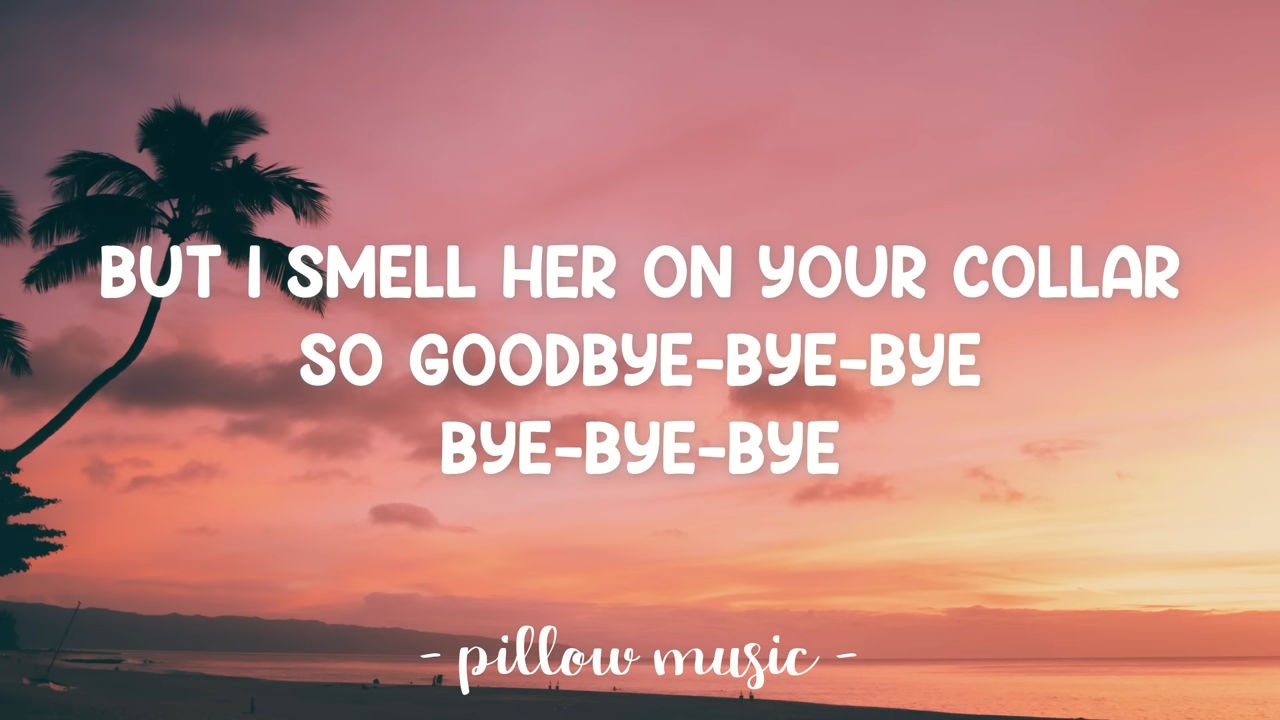 BUT I SMELL HER ON YOUR COLLAR
SO GOODBYE-BYE-BYE
BYE-BYE-BYE
- pillow music -